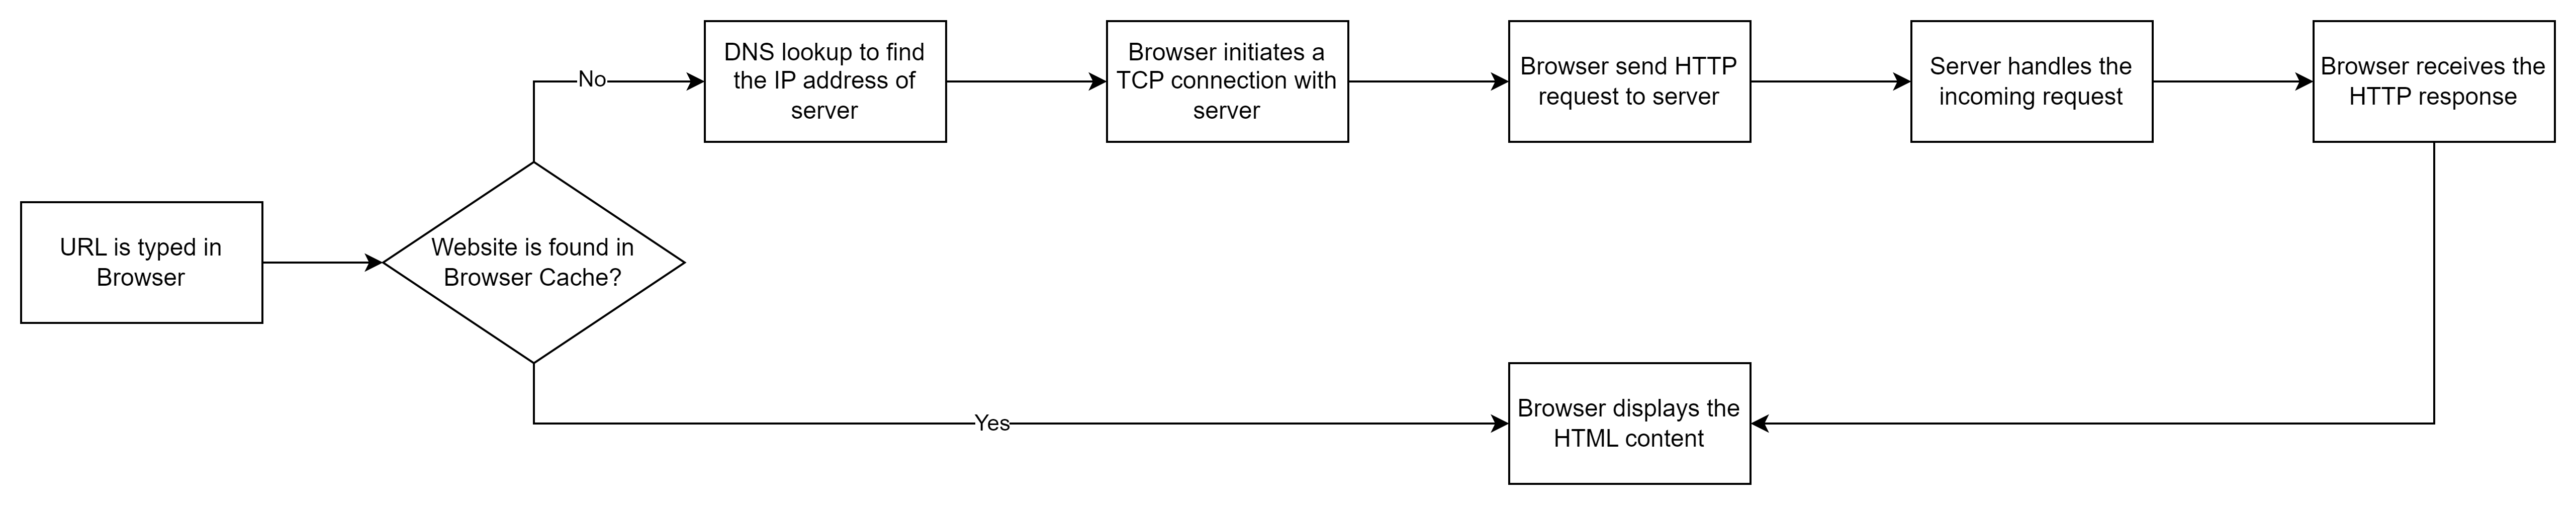 URL is typed in
Browser
Website is found in
Browser Cache?
No
DNS lookup to find
the IP address of
server
Browser initiates a
TCP connection with
server
Browser send HTTP
request to server
Server handles the
incoming request
Browser receives the
HTTP response
Yes
Browser displays the
HTML content